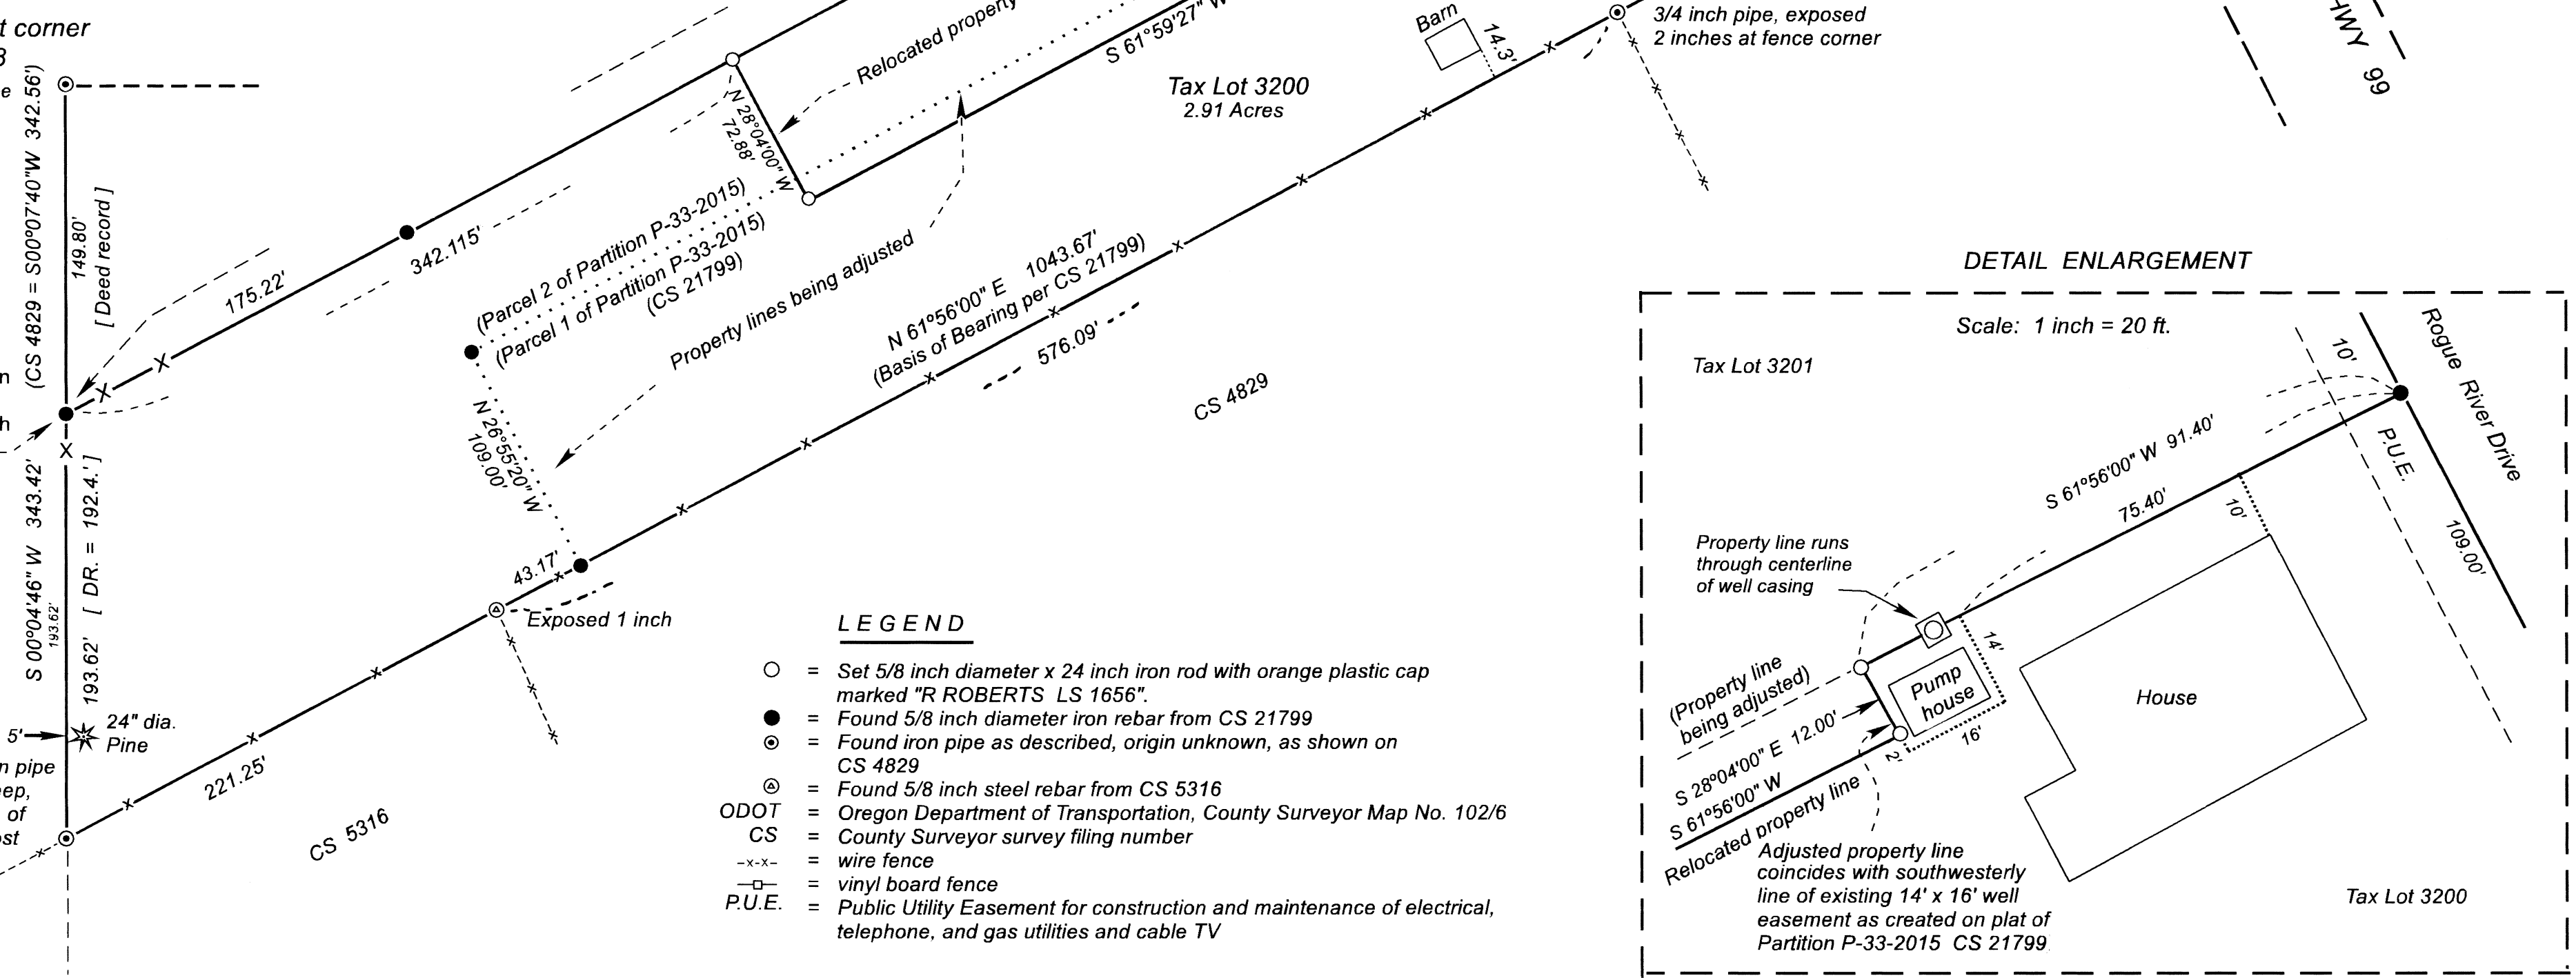 t corner
8
e
(CS 4829 = S00°07'40"W 342.56')
149.80'
[ Deed record ]
n
h
S 00°04'46" W 343.42'
193.62'
193.62' [ DR. = 192.4.' ]
5'
24" dia.
Pine
n pipe
eep,
of
ost
175.22'
342.115'
N 28°04'00" W
72.88'
Relocated property
S 61°59'27" W
Tax Lot 3200
2.91 Acres
Barn
14.3'
3/4 inch pipe, exposed
2 inches at fence corner
HWY 99
(Parcel 2 of Partition P-33-2015)
(Parcel 1 of Partition P-33-2015)
(CS 21799)
Property lines being adjusted
N 61°56'00" E 1043.67'
(Basis of Bearing per CS 21799)
576.09'
CS 4829
N 26°55'20" W
109.00'
43.17'
Exposed 1 inch
221.25'
CS 5316
LEGEND
= Set 5/8 inch diameter x 24 inch iron rod with orange plastic cap
marked "R ROBERTS LS 1656".
= Found 5/8 inch diameter iron rebar from CS 21799
= Found iron pipe as described, origin unknown, as shown on
CS 4829
= Found 5/8 inch steel rebar from CS 5316
ODOT = Oregon Department of Transportation, County Surveyor Map No. 102/6
CS = County Surveyor survey filing number
-x-x- = wire fence
= vinyl board fence
P.U.E. = Public Utility Easement for construction and maintenance of electrical,
telephone, and gas utilities and cable TV
DETAIL ENLARGEMENT
Scale: 1 inch = 20 ft.
Tax Lot 3201
Rogue River Drive
10'
P.U.E.
109.00'
S 61°56'00" W 91.40'
75.40'
10'
Property line runs
through centerline
of well casing
14'
Pump
house
16'
2'
House
(Property line
being adjusted)
S 28°04'00" E 12.00'
S 61°56'00" W
Relocated property line
Adjusted property line
coincides with southwesterly
line of existing 14' x 16' well
easement as created on plat of
Partition P-33-2015 CS 21799
Tax Lot 3200